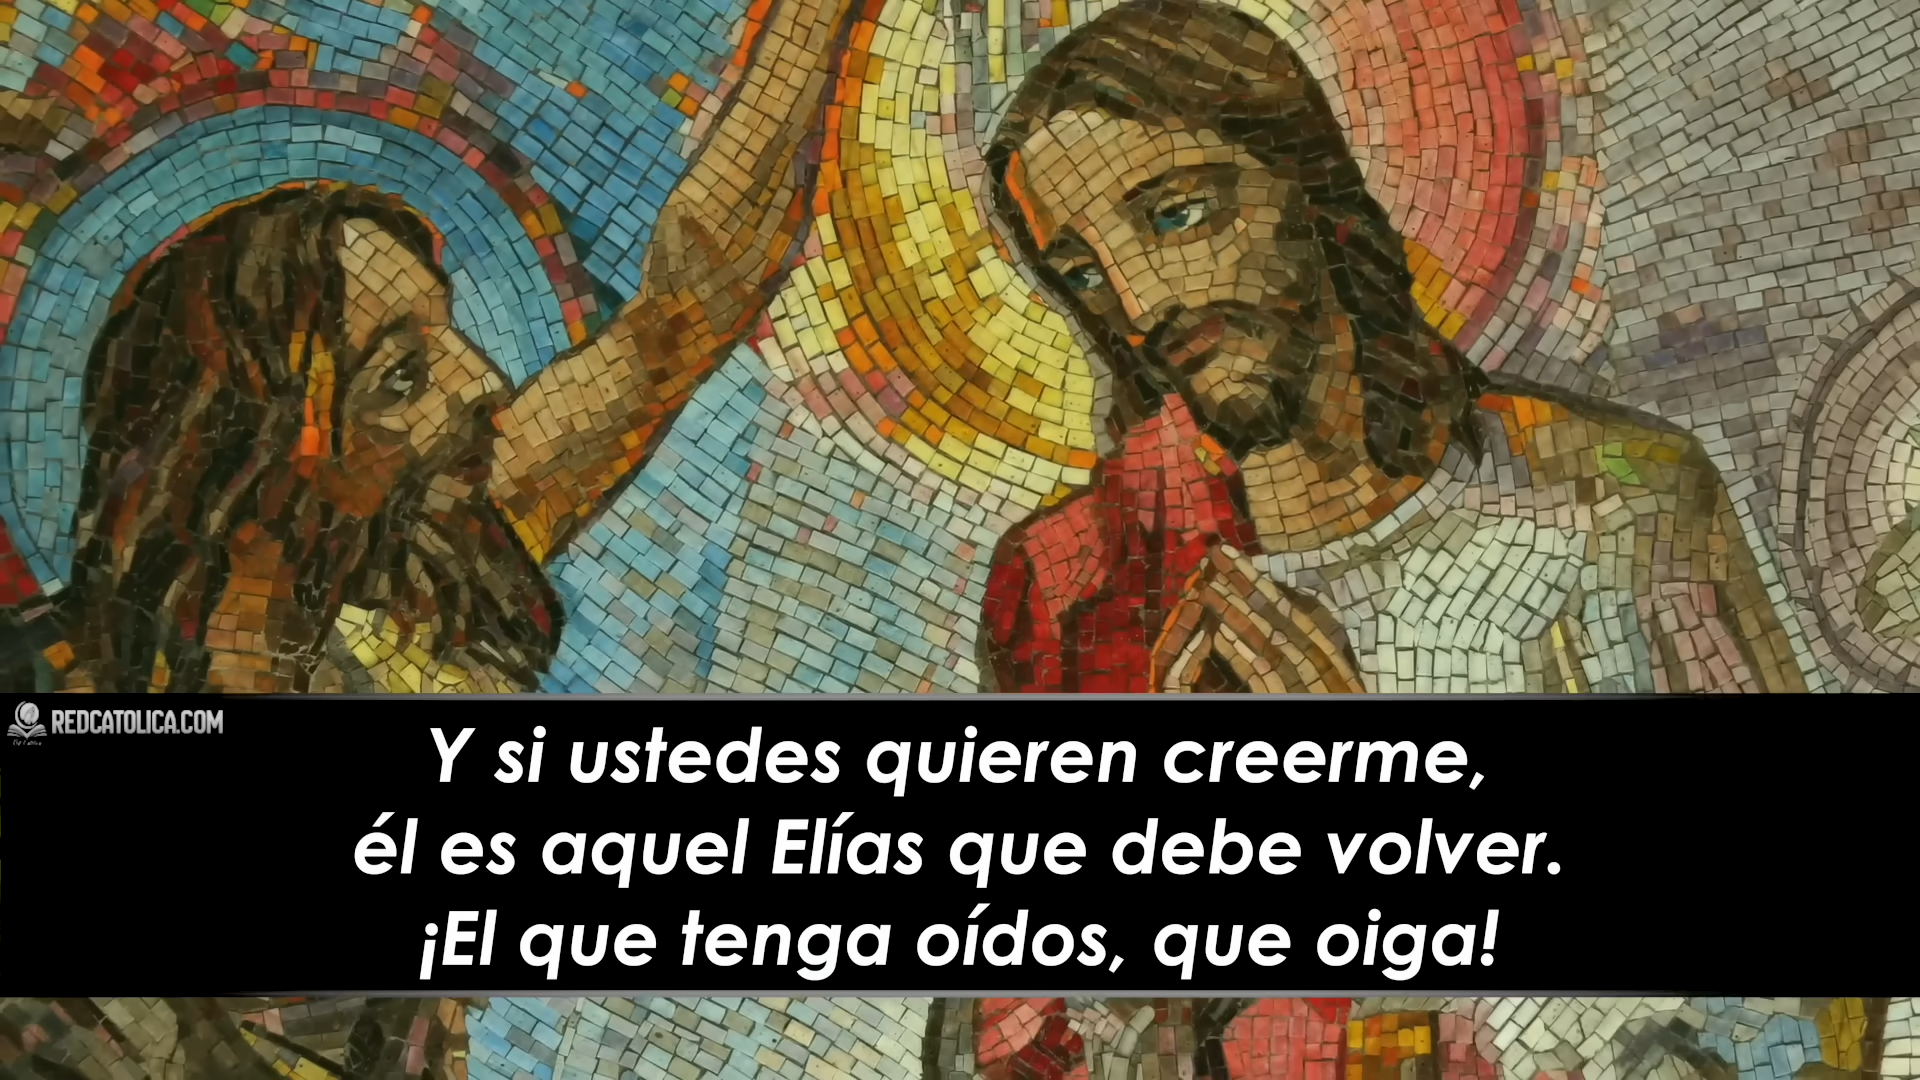 REDCATOLICA.COM
Y si ustedes quieren creerme,
él es aquel Elías que debe volver.
¡El que tenga oídos, que oiga!